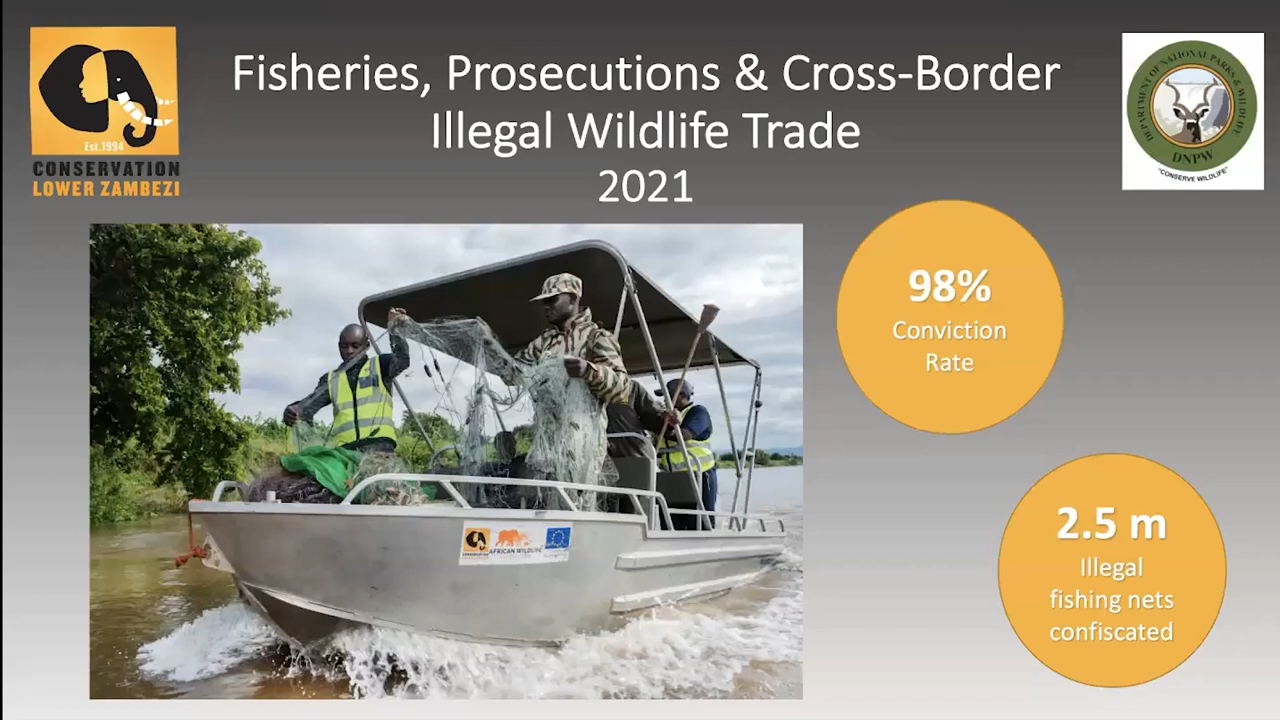 Fisheries, Prosecutions & Cross-Border
Illegal Wildlife Trade
2021
Est.1994
CONSERVATION
LOWER ZAMBEZI
DEPARTMENT OF NATIONAL PARKS & WILDLIFE
DNPW
"CONSERVE WILDLIFE"
98%
Conviction
Rate
2.5 m
Illegal
fishing nets
confiscated
AFRICAN WILDLIFE